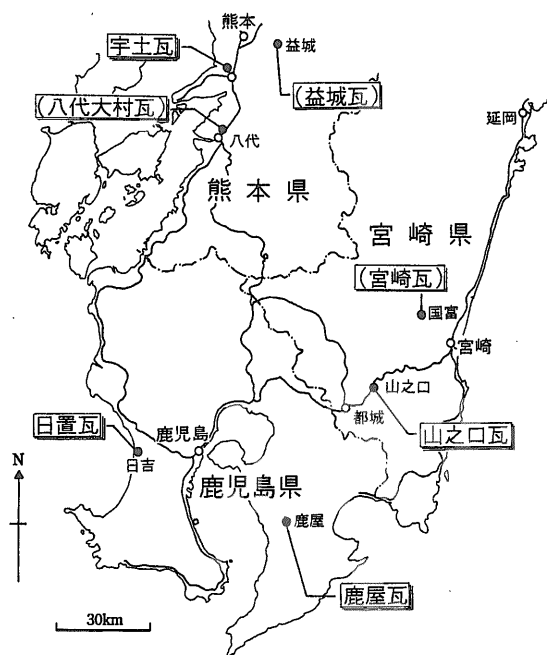 熊本
宇土瓦
益城
(益城瓦)
(八代大村瓦)
八代
延岡
熊本県
宮崎県
(宮崎瓦)
国富
宮崎
山之口
都城
山之口瓦
日置瓦
鹿児島
日吉
鹿児島県
N
鹿屋
鹿屋瓦
30km